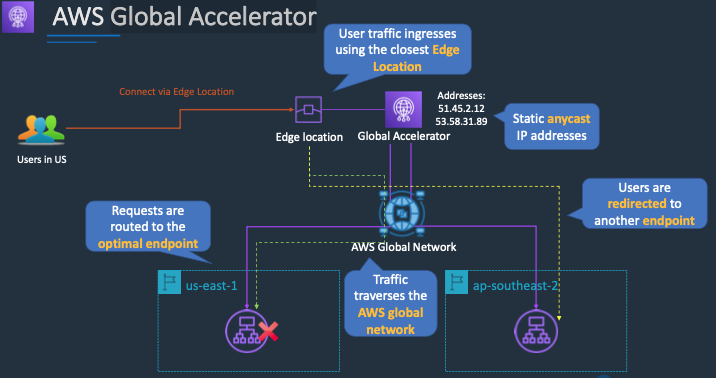 AWS Global Accelerator
User traffic ingresses
using the closest Edge
Location
Connect via Edge Location
Addresses:
51.45.2.12
53.58.31.89
Static anycast
IP addresses
Users in US
Edge location
Global Accelerator
Users are
redirected to
another endpoint
Requests are
routed to the
optimal endpoint
AWS Global Network
Traffic
traverses the
AWS global
network
us-east-1
ap-southeast-2